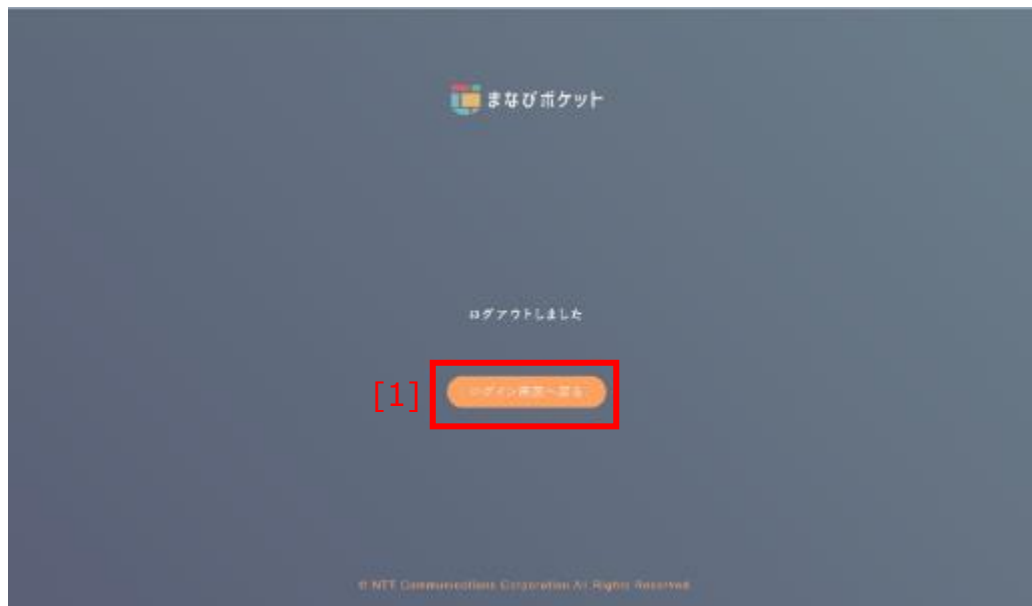 まなびポケット
ログアウトしました
[1]
ログイン画面へ戻る
© NTT Communications Corporation All Rights Reserved.